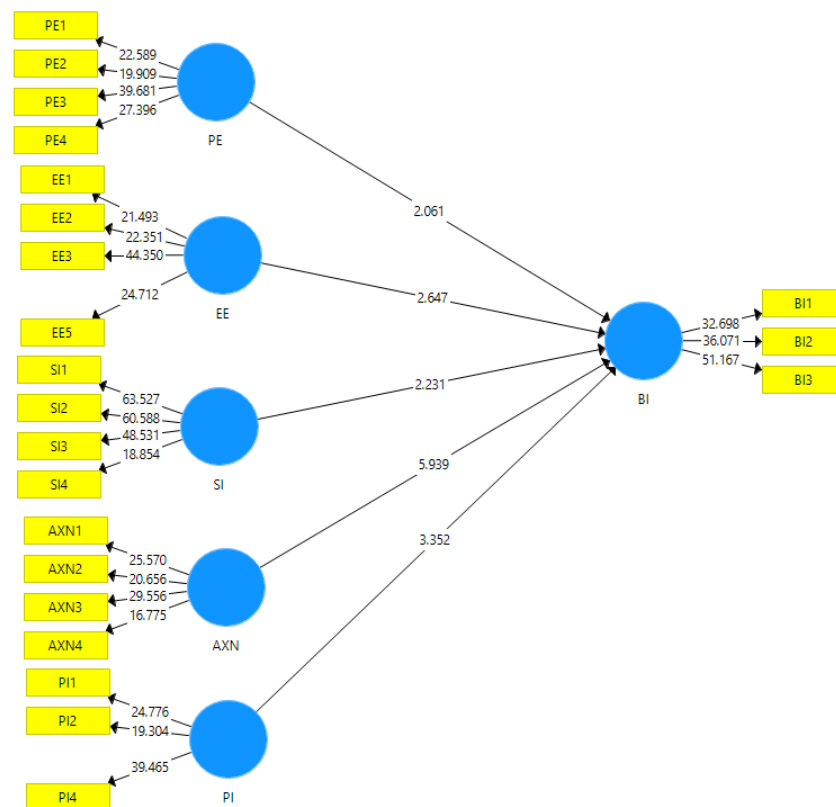 PE1
22.589
PE2
19.909
PE3
39.681
PE4
27.396
PE
2.061
EE1
21.493
EE2
22.351
EE3
44.350
24.712
EE5
EE
2.647
SI1
63.527
SI2
60.588
SI3
48.531
SI4
18.854
SI
2.231
BI1
32.698
BI2
36.071
BI3
51.167
BI
AXN1
25.570
AXN2
20.656
AXN3
29.556
AXN4
16.775
AXN
5.939
PI1
24.776
PI2
19.304
39.465
PI4
PI
3.352